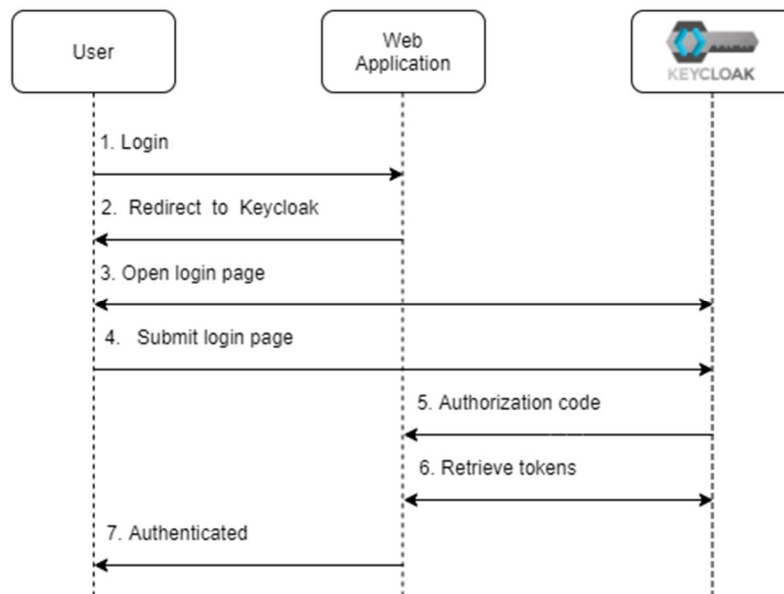 User
Web
Application
KEYCLOAK
1. Login
2. Redirect to Keycloak
3. Open login page
4. Submit login page
5. Authorization code
6. Retrieve tokens
7. Authenticated